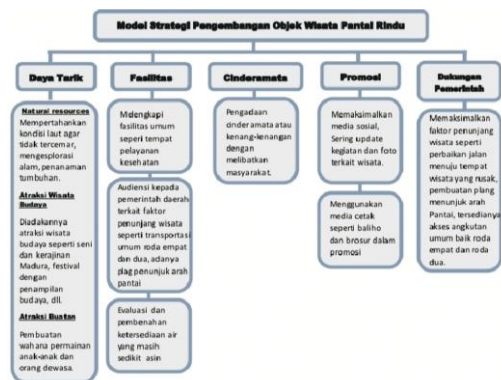 Model Strategi Pengembangan Objek Wisata Pantai Rindu
Daya Tarik
Natural resources
Mempertahankan
kondisi laut agar
tidak tercemar,
mengesplorasi
alam, penanaman
tumbuhan.
Atraksi Wisata
Budaya
Diadakannya
atraksi wisata
budaya seperti seni
dan kerajinan
Madura, festival
dengan
penampilan
budaya, dll.
Atraksi Buatan
Pembuatan
wahana permainan
anak-anak dan
orang dewasa.
Fasilitas
Melengkapi
fasilitas umum
seperti tempat
pelayanan
kesehatan
Audiensi kepada
pemerintah daerah
terkait faktor
penunjang wisata
seperti transportasi
umum roda empat
dan dua, adanya
plag penunjuk arah
pantai
Evaluasi dan
pembenahan
ketersediaan air
yang masih
sedikit asin
Cinderamata
Pengadaan
cinder amata atau
kenang-kenangan
dengan
melibatkan
masyarakat.
Promosi
Memaksimalkan
media sosial,
Sering update
kegiatan dan foto
terkait wisata.
Menggunakan
media cetak
seperti baliho
dan brosur dalam
promosi
Dukungan
Pemerintah
Memaksimalkan
faktor penunjang
wisata seperti
perbaikan jalan
menuju tempat
wisata yang rusak,
pembuatan plang
menunjuk arah
Pantai, tersedianya
akses angkutan
umum baik roda
empat dan roda
dua.